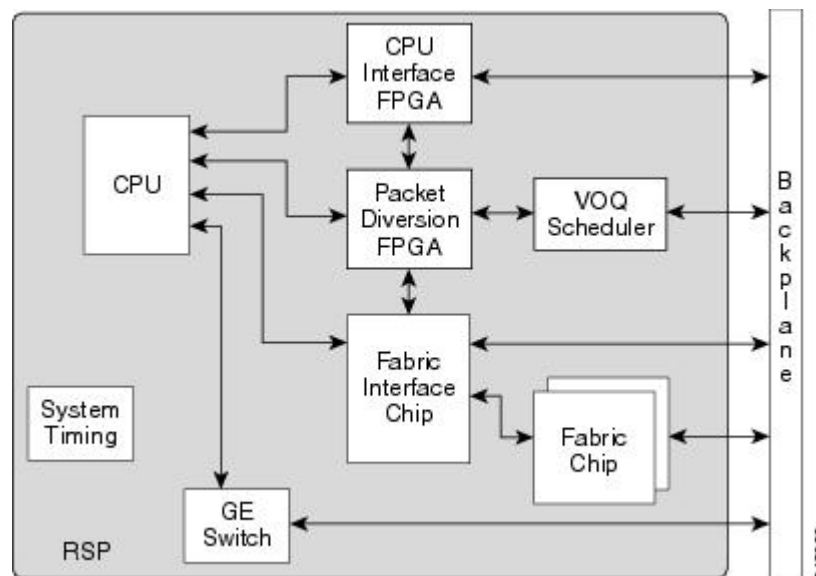 CPU
Interface
FPGA
CPU
Packet
Diversion
FPGA
VOQ
Scheduler
Backplane
Fabric
Interface
Chip
System
Timing
Fabric
Chip
GE
Switch
RSP